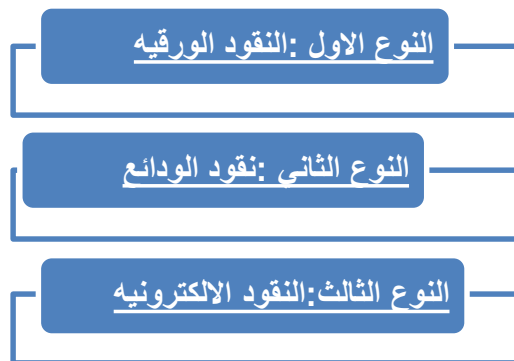 النوع الاول :النقود الورقيه
النوع الثاني :نقود الودائع
النوع الثالث:النقود الالكترونيه